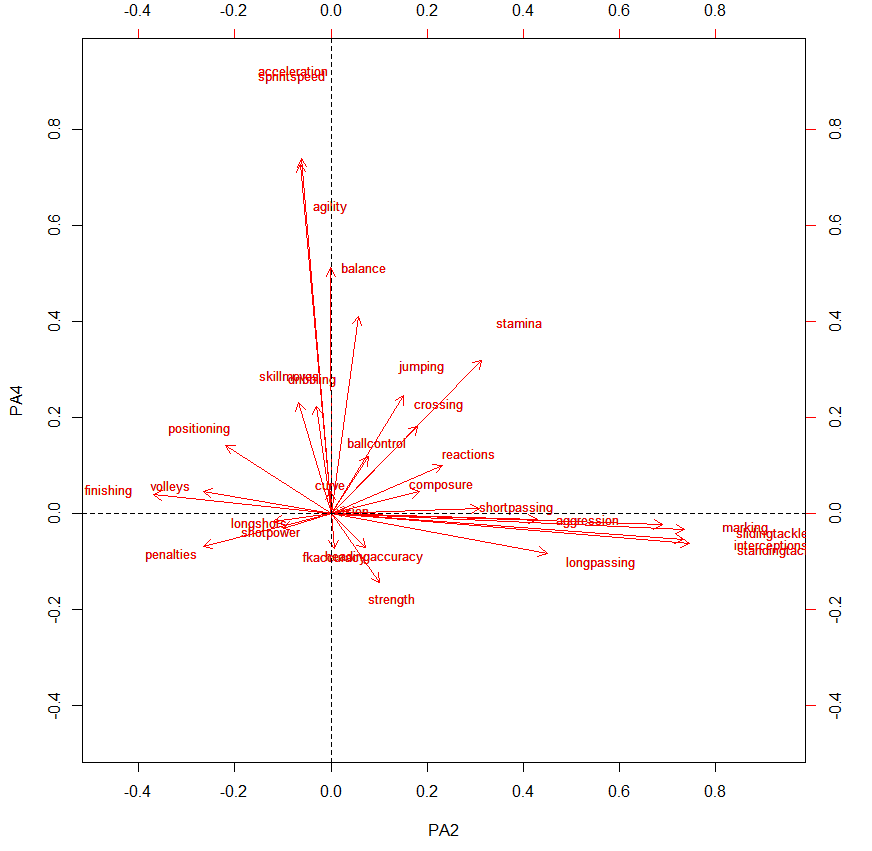 -0.4 -0.2 0.0 0.2 0.4 0.6 0.8
acceleration
sprintspeed
0.8 0.8
agility
0.6 0.6
balance
0.4 0.4
stamina
jumping
skillmoves
dribbling
crossing
0.2 0.2
positioning
ballcontrol
reactions
PA4
finishing
volleys
curve
composure
shortpassing
0.0 0.0
aggression
longshots
marking
shotpower
slidingtackle
interceptions
standingtac
penalties
fkaccuracy
headingaccuracy
longpassing
strength
-0.2 -0.2
-0.4 -0.4
-0.4 -0.2 0.0 0.2 0.4 0.6 0.8
PA2